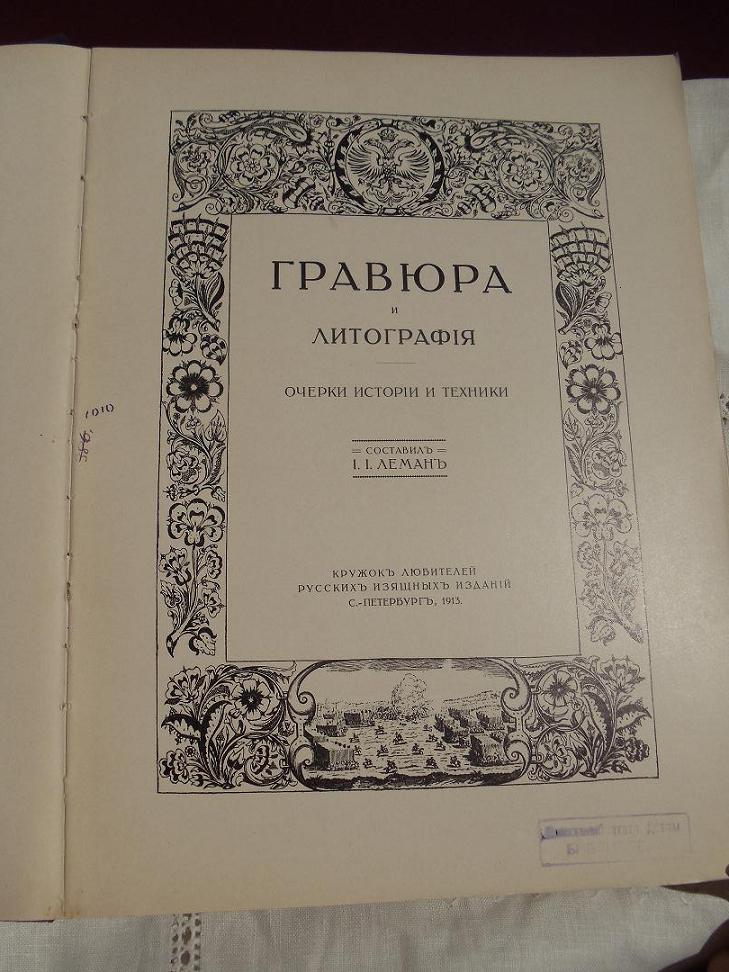 ГРАВЮРА
и
ЛИТОГРАФІЯ
ОЧЕРКИ ИСТОРІИ И ТЕХНИКИ
СОСТАВИЛЪ
І. І. ЛЕМАНЪ
КРУЖОКЪ ЛЮБИТЕЛЕЙ
РУССКИХЪ ИЗЯЩНЫХЪ ИЗДАНІЙ
С.-ПЕТЕРБУРГЪ, 1913.